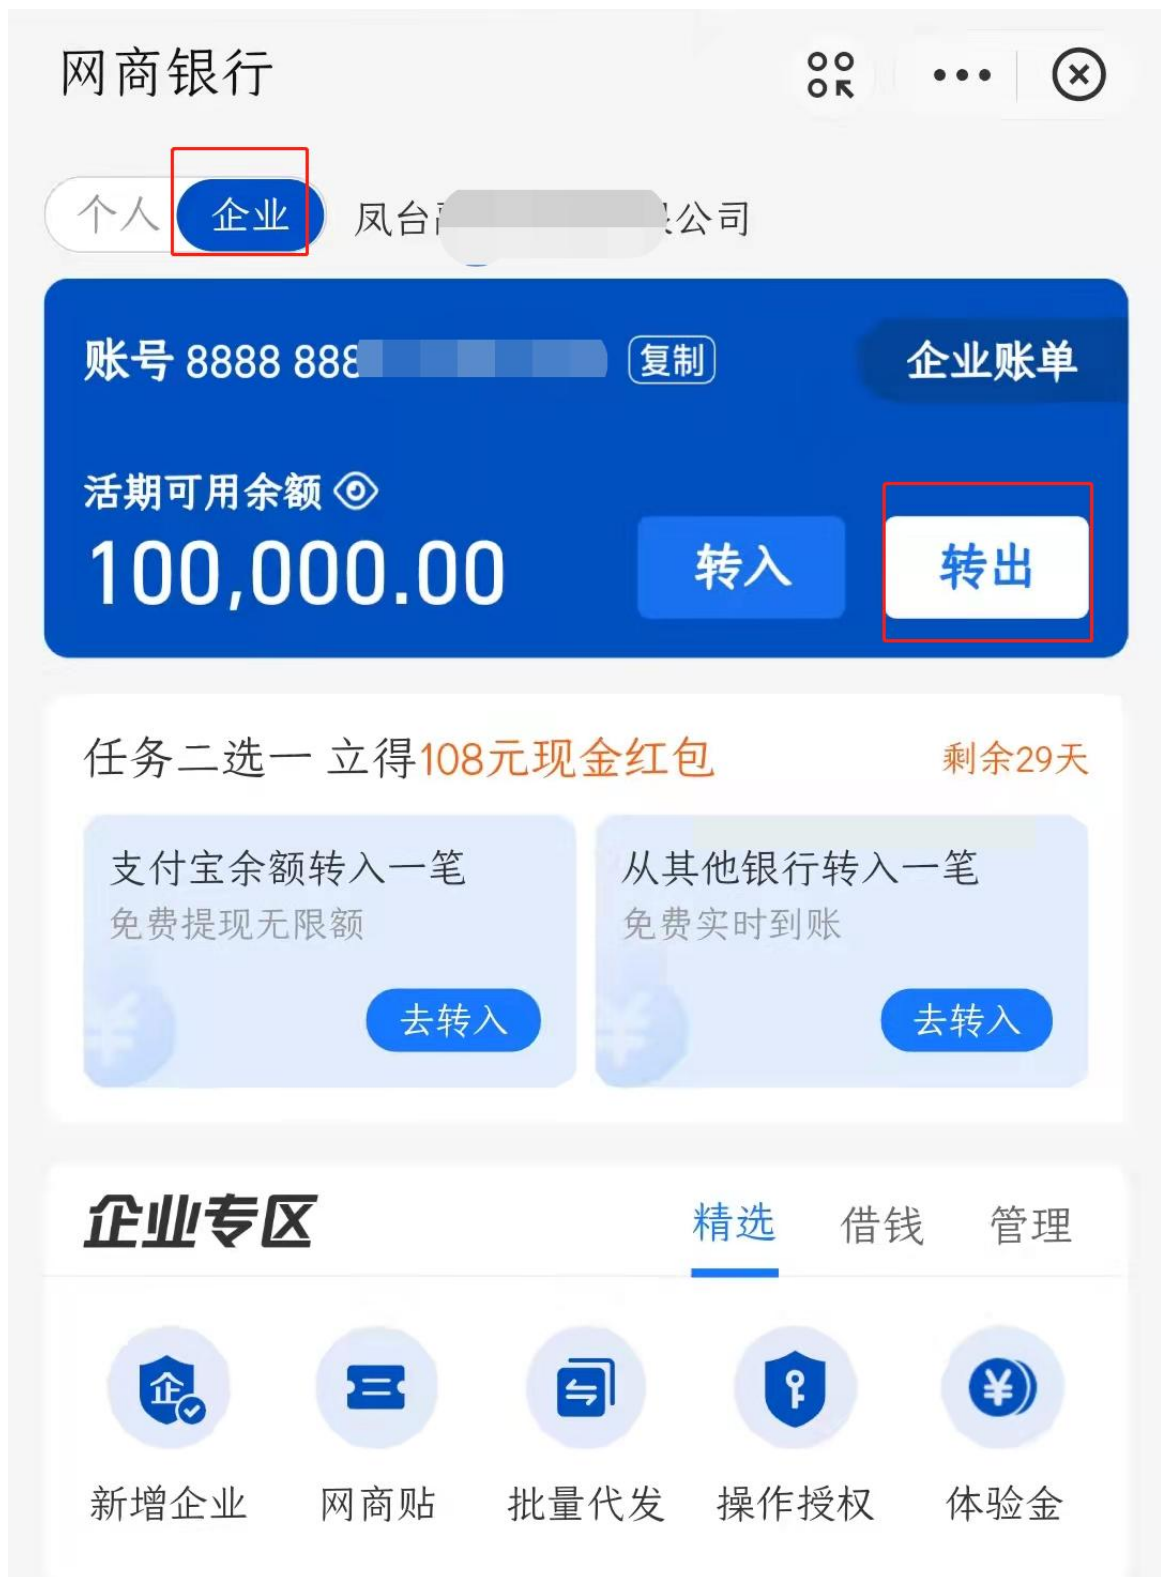 网商银行
个人 企业 凤台 公司
账号 8888 888 复制 企业账单
活期可用余额
100,000.00 转入 转出
任务二选一 立得108元现金红包 剩余29天
支付宝余额转入一笔 从其他银行转入一笔
免费提现无限额 免费实时到账
去转入 去转入
企业专区 精选 借钱 管理
企 ¥
新增企业 网商贴 批量代发 操作授权 体验金